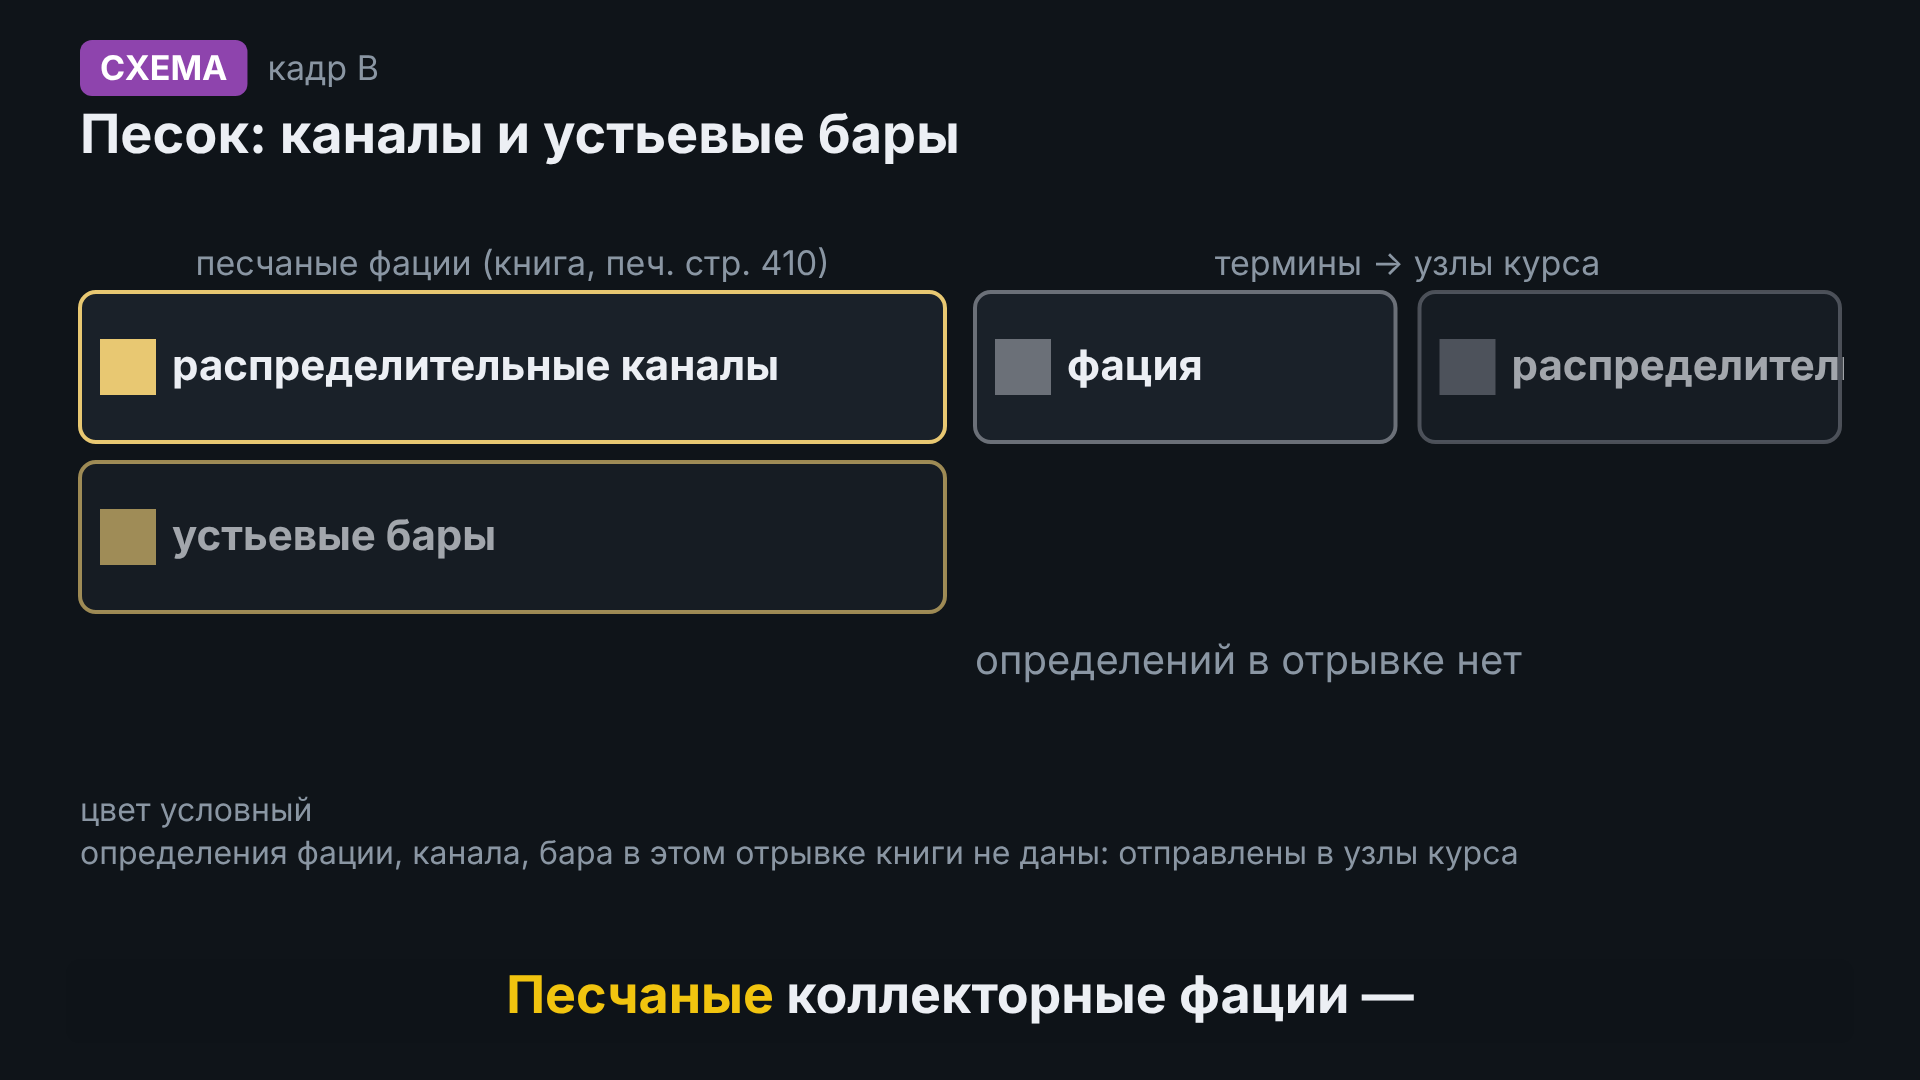 СХЕМА кадр B
Песок: каналы и устьевые бары
песчаные фации (книга, печ. стр. 410)
термины → узлы курса
распределительные каналы
фация
распределител
устьевые бары
определений в отрывке нет
цвет условный
определения фации, канала, бара в этом отрывке книги не даны: отправлены в узлы курса
Песчаные коллекторные фации —